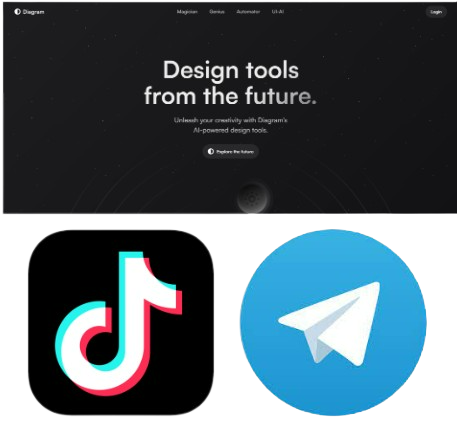 Diagram
Magician Genius Automator UI-AI
Login
Design tools
from the future.
Unleash your creativity with Diagram's
AI-powered design tools.
Explore the future